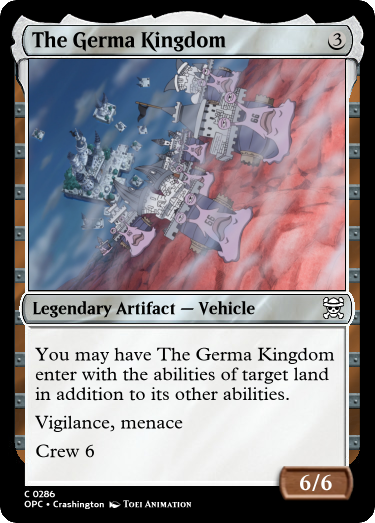 The Germa Kingdom
3
Legendary Artifact — Vehicle
You may have The Germa Kingdom
enter with the abilities of target land
in addition to its other abilities.
Vigilance, menace
Crew 6
6/6
C 0286
OPC • Crashington Toei Animation